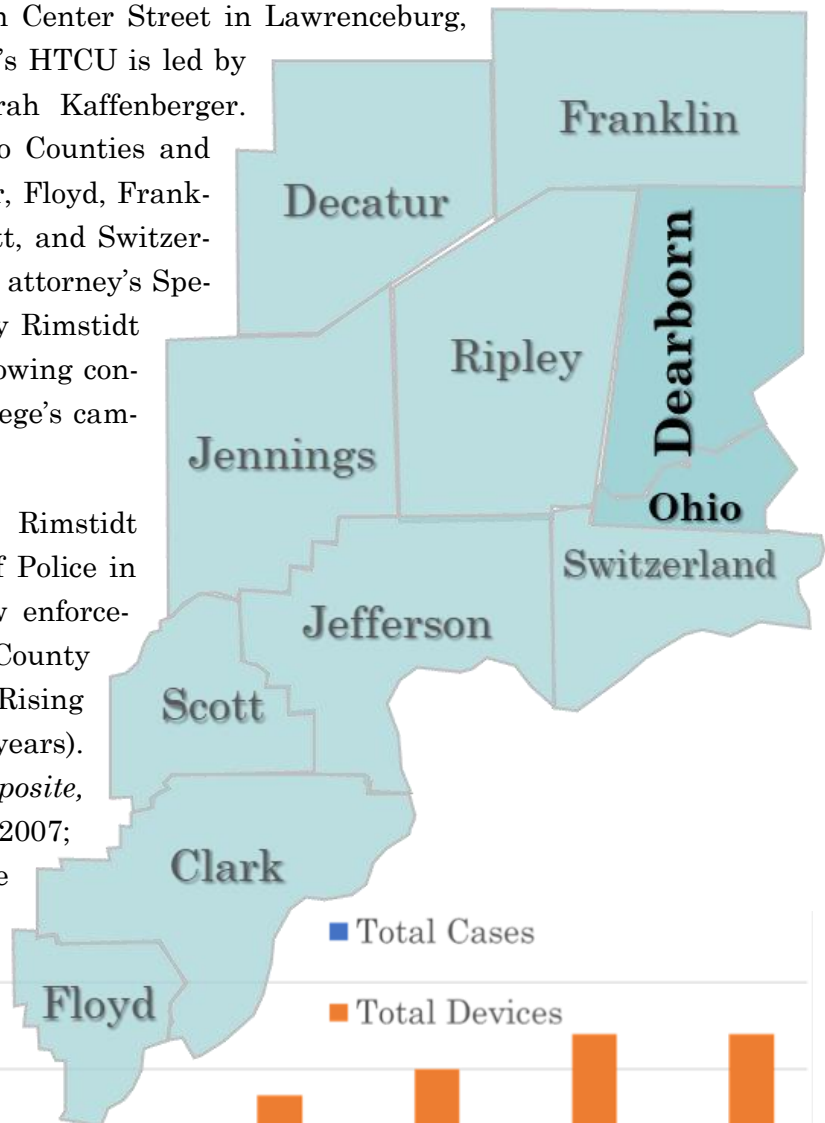 n Center Street in Lawrenceburg,
's HTCU is led by
rah Kaffenberger.
o Counties and
r, Floyd, Frank-
tt, and Switzer-
attorney's Spe-
y Rimstidt
owing con-
ege's cam-
Rimstidt
f Police in
w enforce-
County
Rising
years).
posite,
2007;
e
Franklin
Decatur
Dearborn
Ripley
Jennings
Ohio
Switzerland
Jefferson
Scott
Clark
Floyd
Total Cases
Total Devices